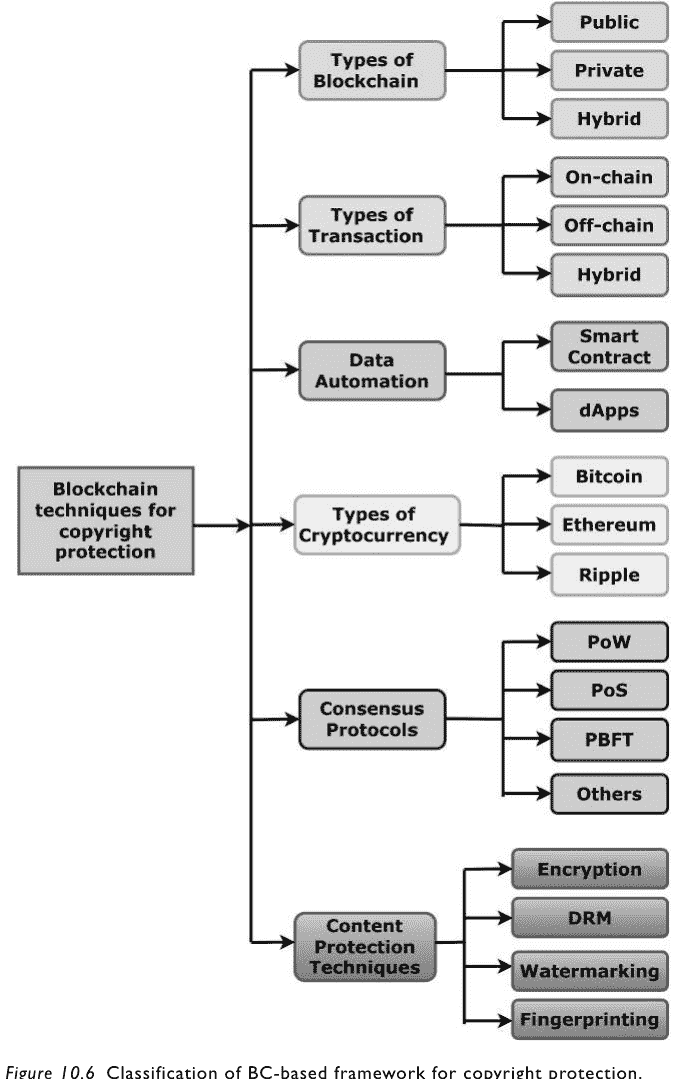 Public
Types of
Blockchain
Private
Hybrid
On-chain
Types of
Transaction
Off-chain
Hybrid
Smart
Contract
Data
Automation
dApps
Blockchain
techniques for
copyright
protection
Bitcoin
Types of
Cryptocurrency
Ethereum
Ripple
PoW
PoS
Consensus
Protocols
PBFT
Others
Encryption
DRM
Content
Protection
Techniques
Watermarking
Fingerprinting
Figure 10.6 Classification of BC-based framework for copyright protection.